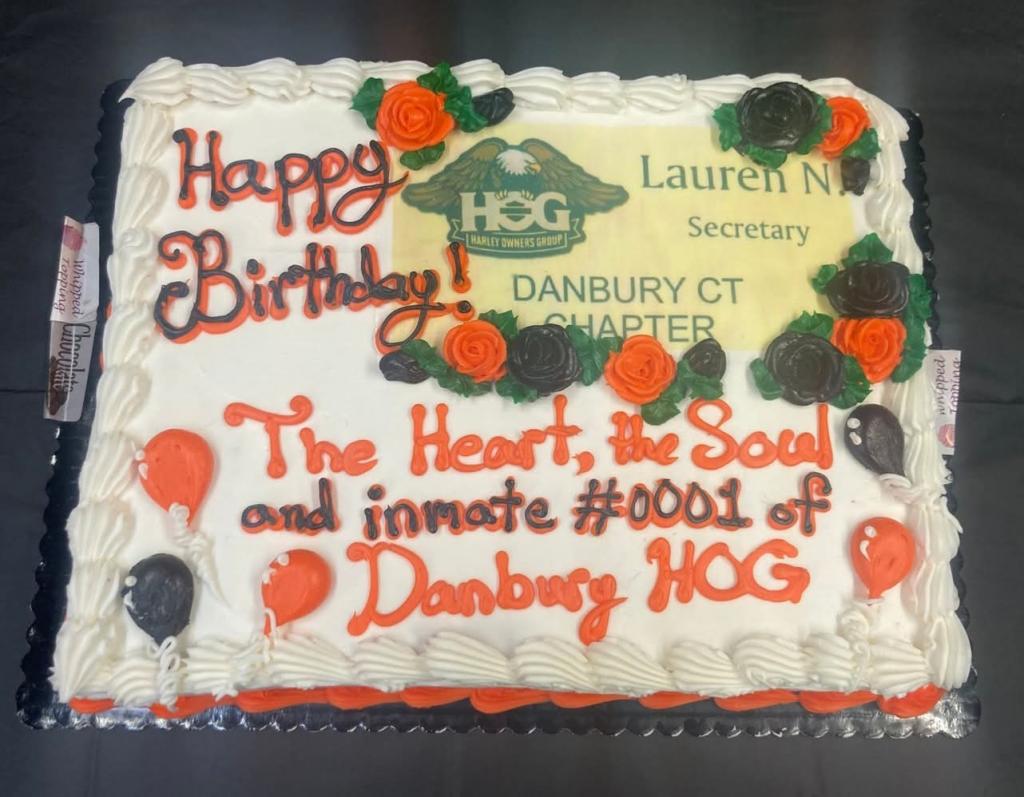 Happy
Birthday!
HOG
HARLEY OWNERS GROUP
Lauren N.
Secretary
DANBURY CT
CHAPTER
The Heart, the Soul
and inmate #0001 of
Danbury HOG
Whipped
Topping
Chocolate
Whipped
Topping